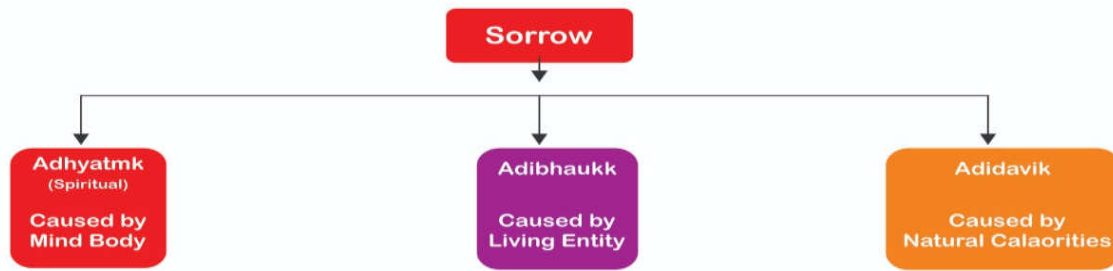 Sorrow
Adhyatmk
(Spiritual)
Caused by
Mind Body
Adibhaukk
Caused by
Living Entity
Adidavik
Caused by
Natural Calaorities